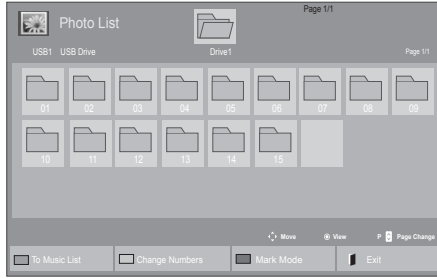 Page 1/1
Photo List
USB1 USB Drive Drive1 Page 1/1
01 02 03 04 05 06 07 08 09
10 11 12 13 14 15
Move View P Page Change
To Music List Change Numbers Mark Mode Exit